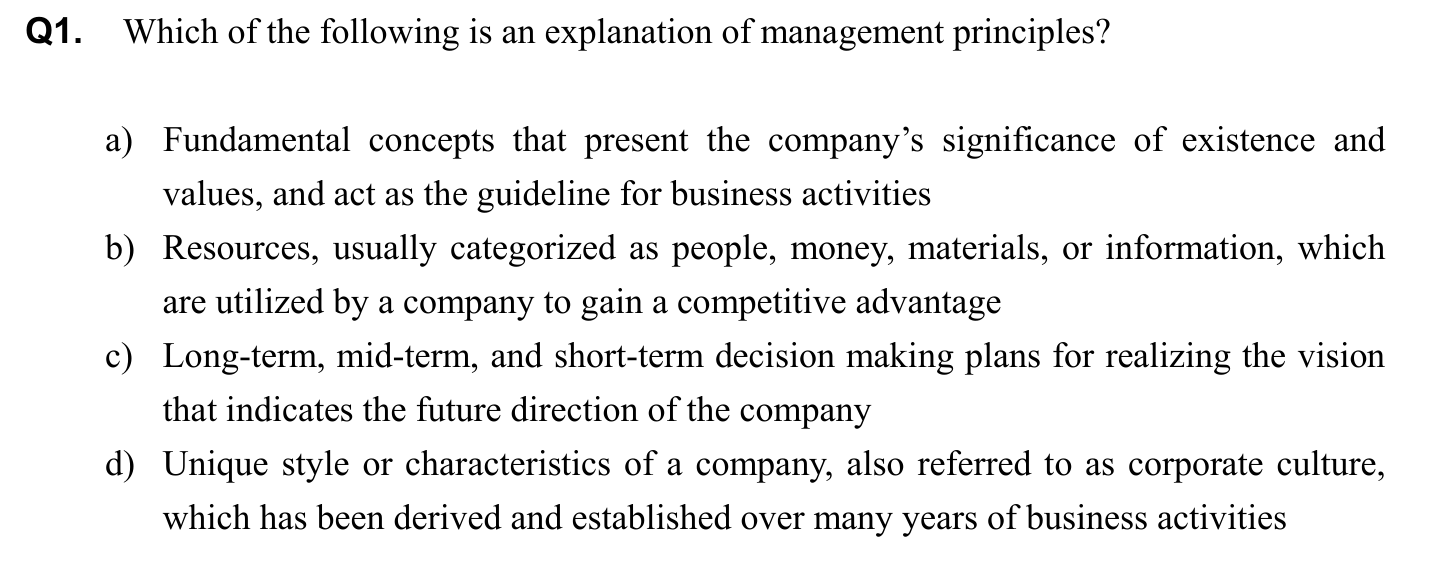 Q1. Which of the following is an explanation of management principles?
a) Fundamental concepts that present the company’s significance of existence and
values, and act as the guideline for business activities
b) Resources, usually categorized as people, money, materials, or information, which
are utilized by a company to gain a competitive advantage
c) Long-term, mid-term, and short-term decision making plans for realizing the vision
that indicates the future direction of the company
d) Unique style or characteristics of a company, also referred to as corporate culture,
which has been derived and established over many years of business activities